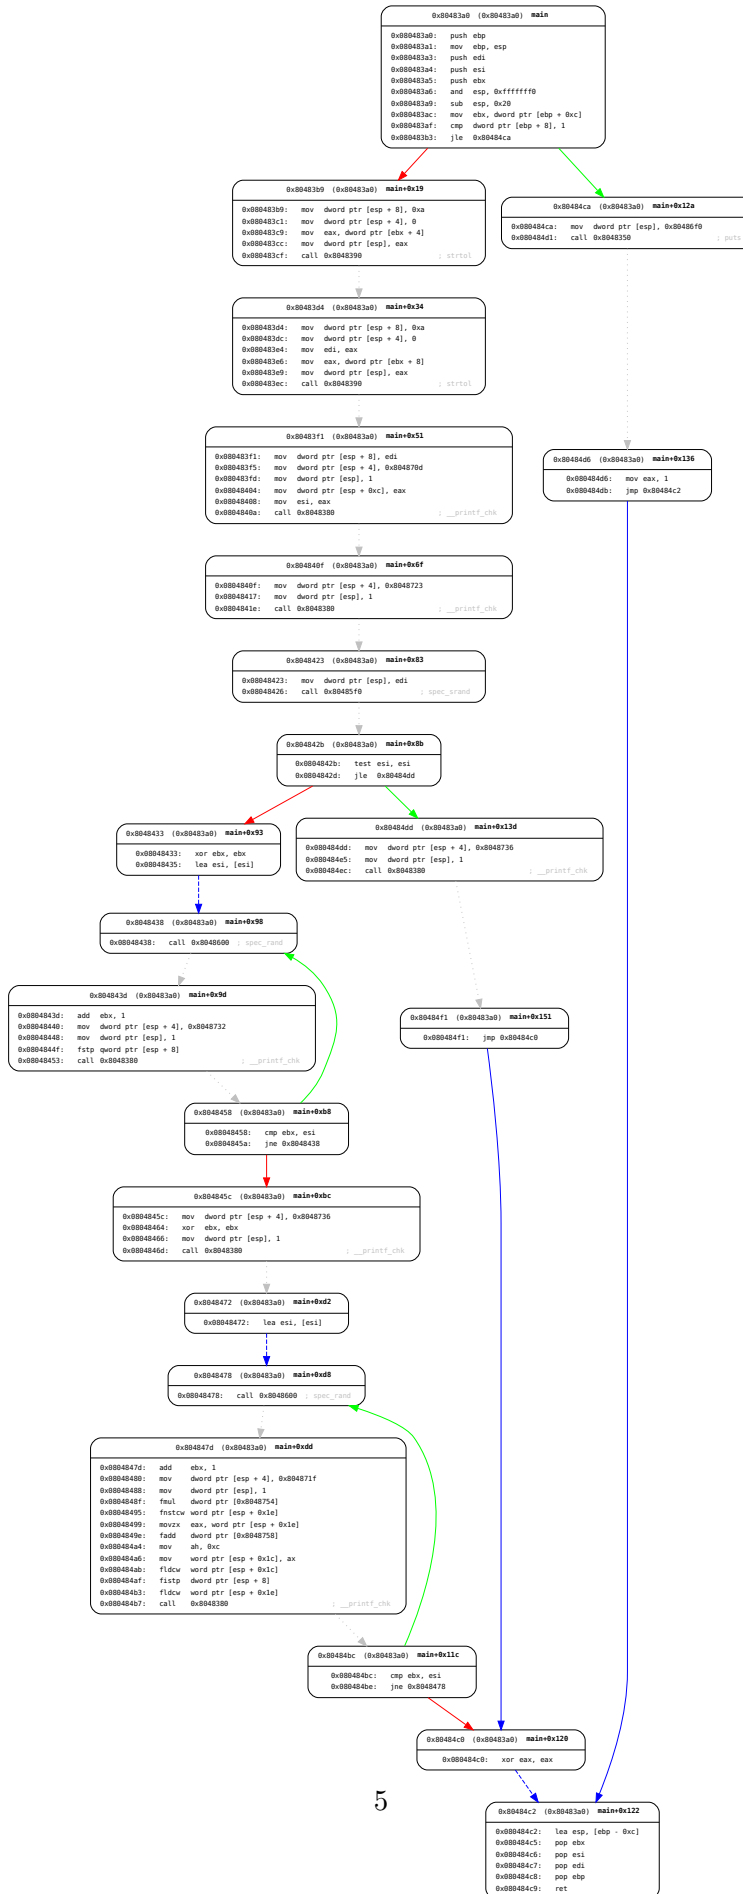 0x80483a0 (0x80483a0) main
0x080483a0: push ebp
0x080483a1: mov ebp, esp
0x080483a3: push edi
0x080483a4: push esi
0x080483a5: push ebx
0x080483a6: and esp, 0xfffffff0
0x080483a9: sub esp, 0x20
0x080483ac: mov ebx, dword ptr [ebp + 0xc]
0x080483af: cmp dword ptr [ebp + 8], 1
0x080483b3: jle 0x80484ca
0x80483b9 (0x80483a0) main+0x19
0x080483b9: mov dword ptr [esp + 8], 0xa
0x080483c1: mov dword ptr [esp + 4], 0
0x080483c9: mov eax, dword ptr [ebx + 4]
0x080483cc: mov dword ptr [esp], eax
0x080483cf: call 0x8048390 ; strtol
0x80484ca (0x80483a0) main+0x12a
0x080484ca: mov dword ptr [esp], 0x80486f0
0x080484d1: call 0x8048350 ; puts
0x80483d4 (0x80483a0) main+0x34
0x080483d4: mov dword ptr [esp + 8], 0xa
0x080483dc: mov dword ptr [esp + 4], 0
0x080483e4: mov edi, eax
0x080483e6: mov eax, dword ptr [ebx + 8]
0x080483e9: mov dword ptr [esp], eax
0x080483ec: call 0x8048390 ; strtol
0x80483f1 (0x80483a0) main+0x51
0x080483f1: mov dword ptr [esp + 8], edi
0x080483f5: mov dword ptr [esp + 4], 0x804870d
0x080483fd: mov dword ptr [esp], 1
0x08048404: mov dword ptr [esp + 0xc], eax
0x08048408: mov esi, eax
0x0804840a: call 0x8048380 ; __printf_chk
0x80484d6 (0x80483a0) main+0x136
0x080484d6: mov eax, 1
0x080484db: jmp 0x80484c2
0x804840f (0x80483a0) main+0x6f
0x0804840f: mov dword ptr [esp + 4], 0x8048723
0x08048417: mov dword ptr [esp], 1
0x0804841e: call 0x8048380 ; __printf_chk
0x8048423 (0x80483a0) main+0x83
0x08048423: mov dword ptr [esp], edi
0x08048426: call 0x80485f0 ; spec_srand
0x804842b (0x80483a0) main+0x8b
0x0804842b: test esi, esi
0x0804842d: jle 0x80484dd
0x8048433 (0x80483a0) main+0x93
0x08048433: xor ebx, ebx
0x08048435: lea esi, [esi]
0x80484dd (0x80483a0) main+0x13d
0x080484dd: mov dword ptr [esp + 4], 0x8048736
0x080484e5: mov dword ptr [esp], 1
0x080484ec: call 0x8048380 ; __printf_chk
0x8048438 (0x80483a0) main+0x98
0x08048438: call 0x8048600 ; spec_rand
0x804843d (0x80483a0) main+0x9d
0x0804843d: add ebx, 1
0x08048440: mov dword ptr [esp + 4], 0x8048732
0x08048448: mov dword ptr [esp], 1
0x0804844f: fstp qword ptr [esp + 8]
0x08048453: call 0x8048380 ; __printf_chk
0x80484f1 (0x80483a0) main+0x151
0x080484f1: jmp 0x80484c0
0x8048458 (0x80483a0) main+0xb8
0x08048458: cmp ebx, esi
0x0804845a: jne 0x8048438
0x804845c (0x80483a0) main+0xbc
0x0804845c: mov dword ptr [esp + 4], 0x8048736
0x08048464: xor ebx, ebx
0x08048466: mov dword ptr [esp], 1
0x0804846d: call 0x8048380 ; __printf_chk
0x8048472 (0x80483a0) main+0xd2
0x08048472: lea esi, [esi]
0x8048478 (0x80483a0) main+0xd8
0x08048478: call 0x8048600 ; spec_rand
0x804847d (0x80483a0) main+0xdd
0x0804847d: add ebx, 1
0x08048480: mov dword ptr [esp + 4], 0x804871f
0x08048488: mov dword ptr [esp], 1
0x0804848f: fmul dword ptr [0x8048754]
0x08048495: fnstcw word ptr [esp + 0x1e]
0x08048499: movzx eax, word ptr [esp + 0x1e]
0x0804849e: fadd dword ptr [0x8048758]
0x080484a4: mov ah, 0xc
0x080484a6: mov word ptr [esp + 0x1c], ax
0x080484ab: fldcw word ptr [esp + 0x1c]
0x080484af: fistp dword ptr [esp + 8]
0x080484b3: fldcw word ptr [esp + 0x1e]
0x080484b7: call 0x8048380 ; __printf_chk
0x80484bc (0x80483a0) main+0x11c
0x080484bc: cmp ebx, esi
0x080484be: jne 0x8048478
0x80484c0 (0x80483a0) main+0x120
0x080484c0: xor eax, eax
5
0x80484c2 (0x80483a0) main+0x122
0x080484c2: lea esp, [ebp - 0xc]
0x080484c5: pop ebx
0x080484c6: pop esi
0x080484c7: pop edi
0x080484c8: pop ebp
0x080484c9: ret